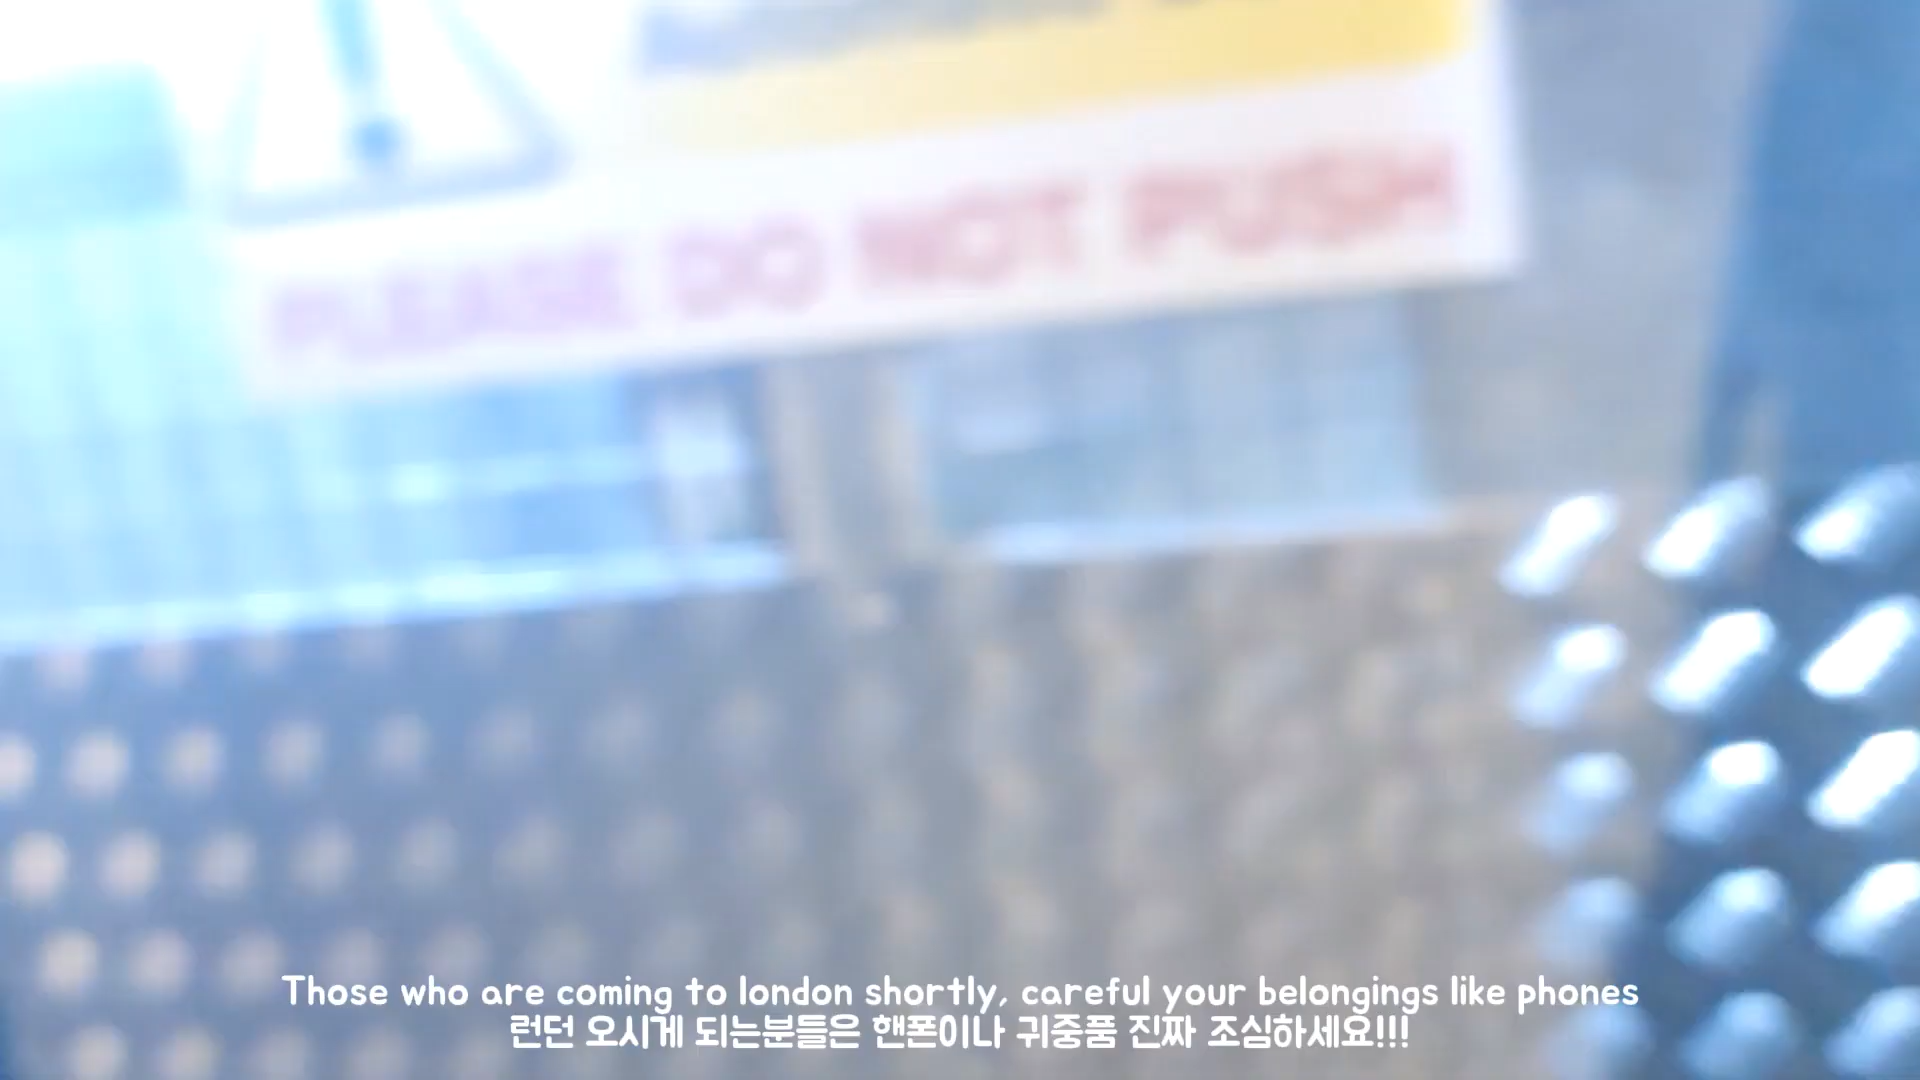 PLEASE DO NOT PUSH
Those who are coming to london shortly, careful your belongings like phones
런던 오시게 되는분들은 핸폰이나 귀중품 진짜 조심하세요!!!